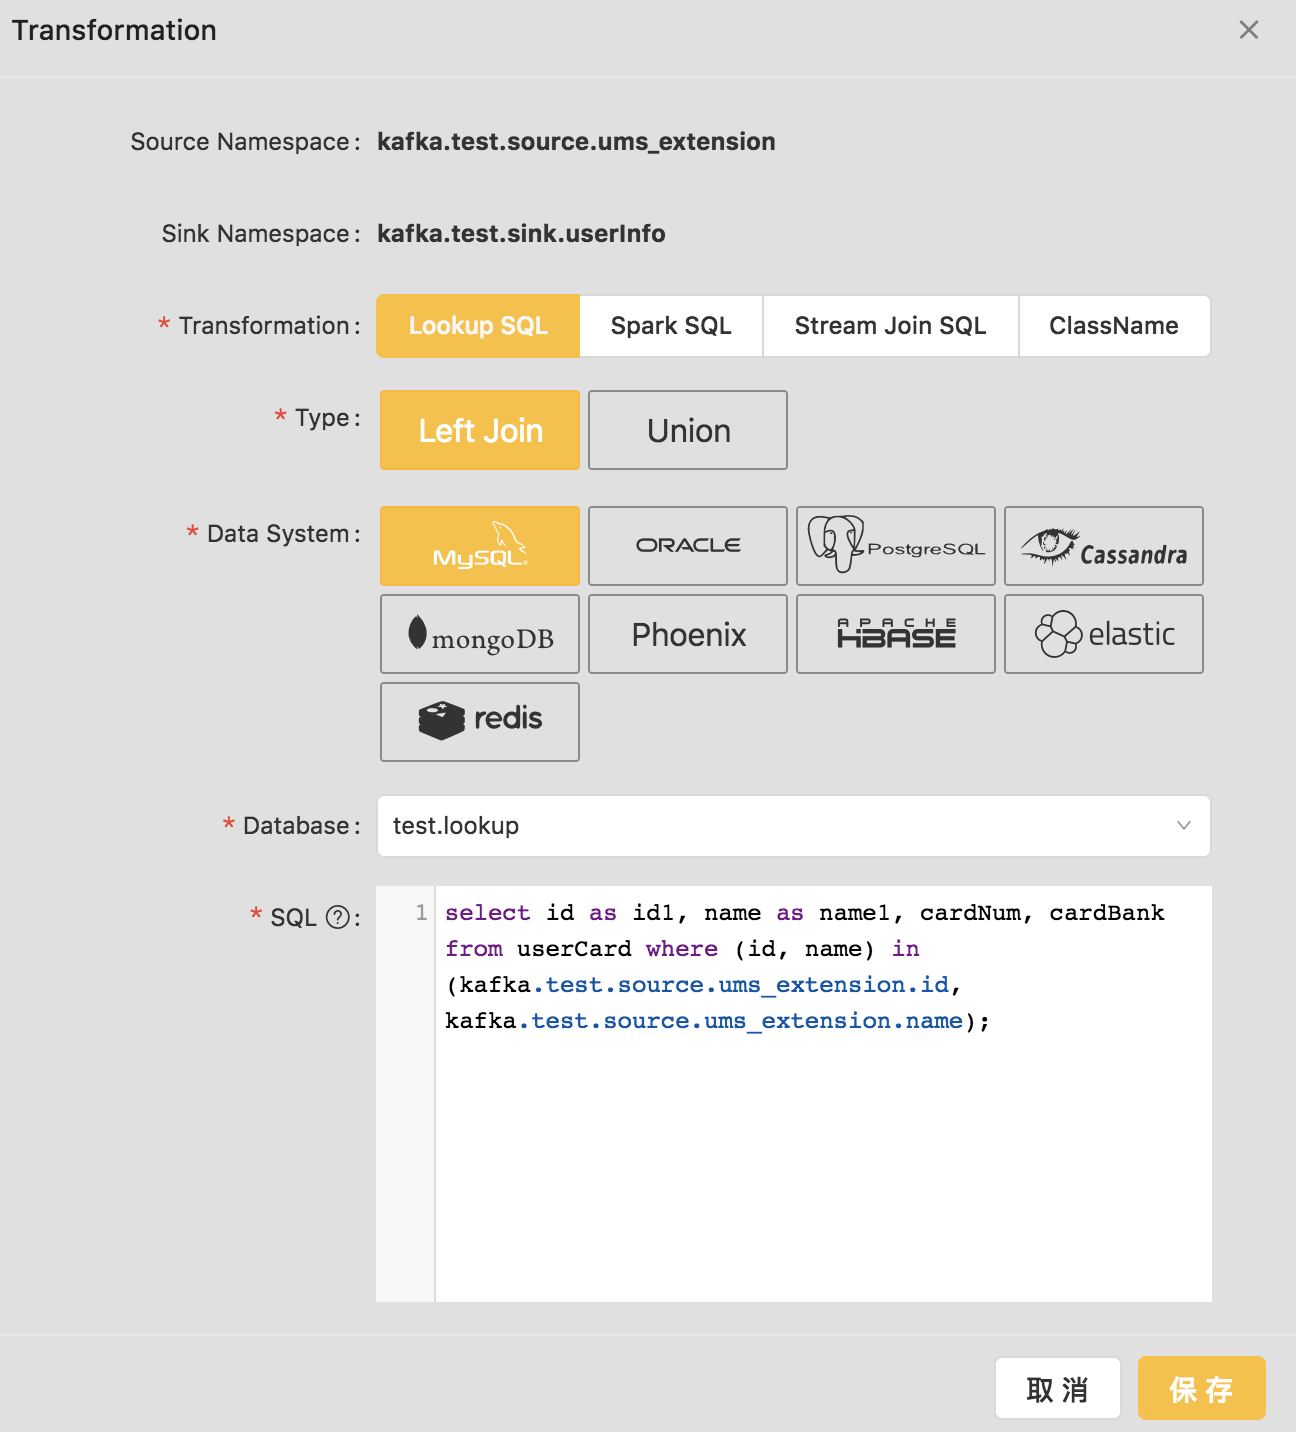 Transformation
Source Namespace: kafka.test.source.ums_extension
Sink Namespace: kafka.test.sink.userInfo
* Transformation: Lookup SQL Spark SQL Stream Join SQL ClassName
* Type: Left Join Union
* Data System: MySQL ORACLE PostgreSQL Cassandra
mongoDB Phoenix APACHE HBASE elastic
redis
* Database: test.lookup
* SQL ?: 1 select id as id1, name as name1, cardNum, cardBank
from userCard where (id, name) in
(kafka.test.source.ums_extension.id,
kafka.test.source.ums_extension.name);
取消 保存